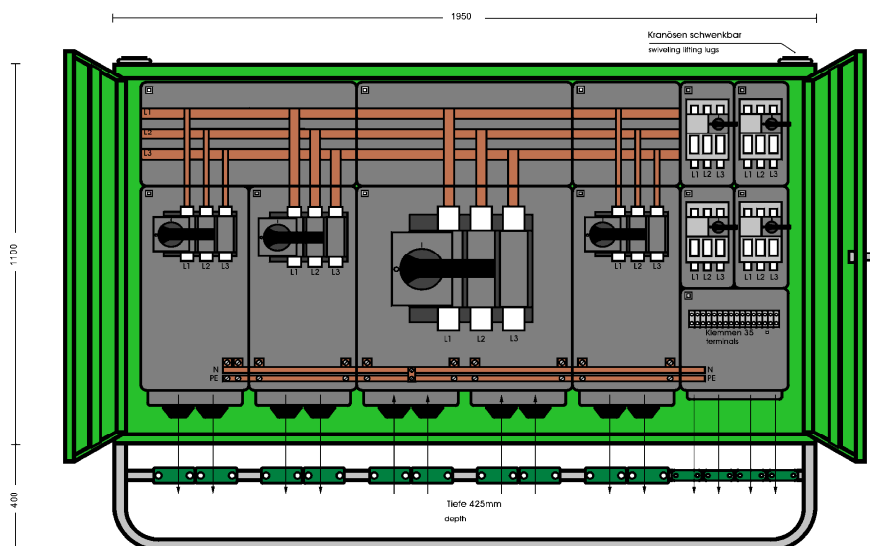 1950
Kranösen schwenkbar
swiveling lifting lugs
L1
L2
L3
L1 L2 L3
L1 L2 L3
1100
L1 L2 L3
L1 L2 L3
L1 L2 L3
L1 L2 L3
L1 L2 L3
L1 L2 L3
Klemmen 35
terminals
L1 L2 L3
N
PE
N
PE
400
Tiefe 425mm
depth